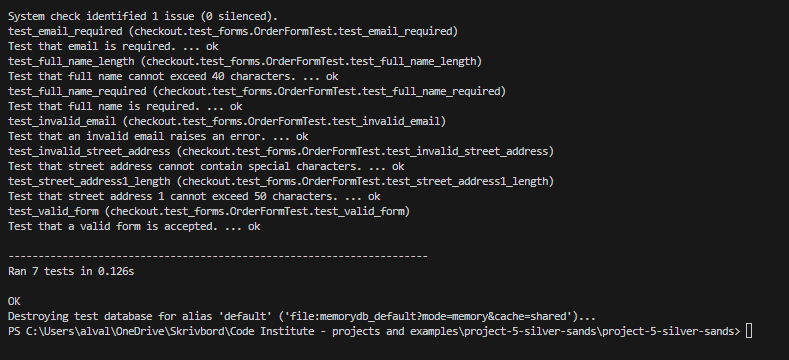 System check identified 1 issue (0 silenced).
test_email_required (checkout.test_forms.OrderFormTest.test_email_required)
Test that email is required. ... ok
test_full_name_length (checkout.test_forms.OrderFormTest.test_full_name_length)
Test that full name cannot exceed 40 characters. ... ok
test_full_name_required (checkout.test_forms.OrderFormTest.test_full_name_required)
Test that full name is required. ... ok
test_invalid_email (checkout.test_forms.OrderFormTest.test_invalid_email)
Test that an invalid email raises an error. ... ok
test_invalid_street_address (checkout.test_forms.OrderFormTest.test_invalid_street_address)
Test that street address cannot contain special characters. ... ok
test_street_address1_length (checkout.test_forms.OrderFormTest.test_street_address1_length)
Test that street address 1 cannot exceed 50 characters. ... ok
test_valid_form (checkout.test_forms.OrderFormTest.test_valid_form)
Test that a valid form is accepted. ... ok
----------------------------------------------------------------------
Ran 7 tests in 0.126s
OK
Destroying test database for alias 'default' ('file:memorydb_default?mode=memory&cache=shared')...
PS C:\Users\alval\OneDrive\Skrivbord\Code Institute - projects and examples\project-5-silver-sands\project-5-silver-sands>